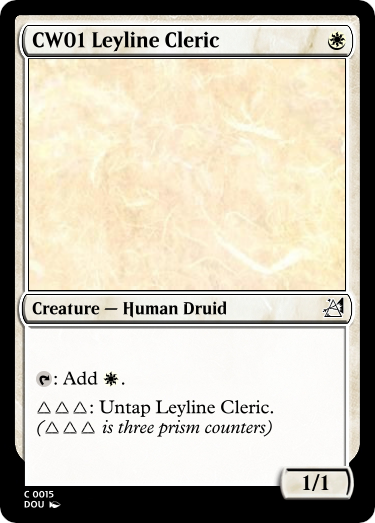 CW01 Leyline Cleric
Creature — Human Druid
: Add .
△ △ △: Untap Leyline Cleric.
(△ △ △ is three prism counters)
1/1
C 0015
DOU